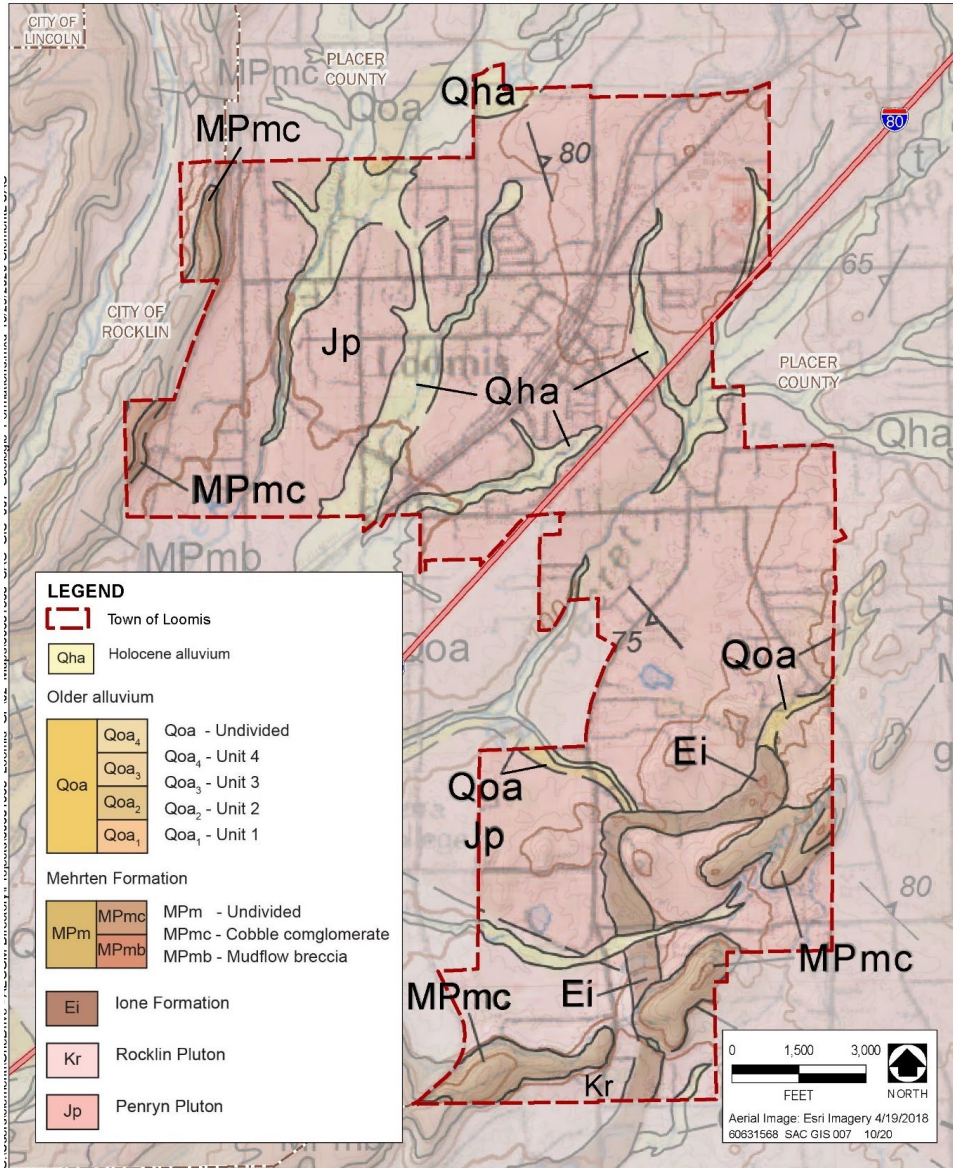 CITY OF
LINCOLN
PLACER
COUNTY
MPmc
Qoa
Qha
t
80
MPmc
80
t
65
CITY OF
ROCKLIN
Jp
Loomis
Qha
PLACER
COUNTY
Qha
MPmc
MPmb
Qoa
75
Qoa
Ei
Qoa
Jp
80
MPmc
MPmc
Ei
Kr
MPmb
LEGEND
Town of Loomis
Qha Holocene alluvium
Older alluvium
Qoa
Qoa4
Qoa3
Qoa2
Qoa1
Qoa - Undivided
Qoa4 - Unit 4
Qoa3 - Unit 3
Qoa2 - Unit 2
Qoa1 - Unit 1
Mehrten Formation
MPm
MPmc
MPmb
MPm - Undivided
MPmc - Cobble comglomerate
MPmb - Mudflow breccia
Ei Ione Formation
Kr Rocklin Pluton
Jp Penryn Pluton
0 1,500 3,000
FEET
NORTH
Aerial Image: Esri Imagery 4/19/2018
60631568 SAC GIS 007 10/20